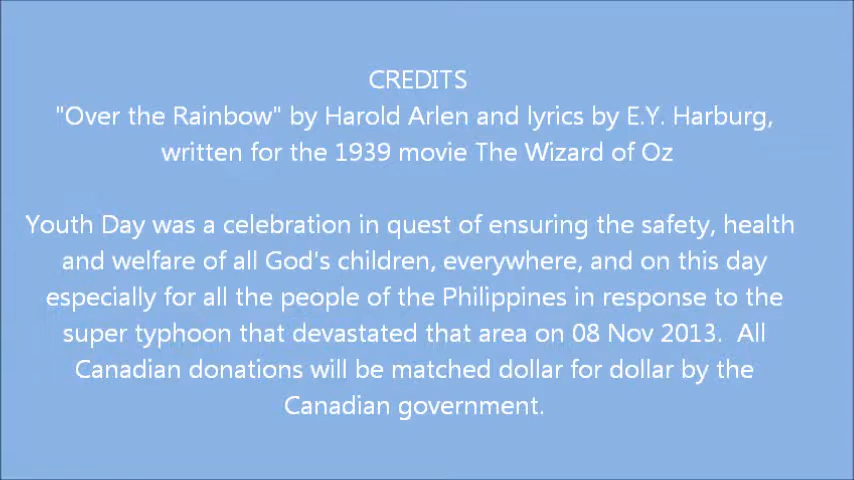 CREDITS
"Over the Rainbow" by Harold Arlen and lyrics by E.Y. Harburg,
written for the 1939 movie The Wizard of Oz
Youth Day was a celebration in quest of ensuring the safety, health
and welfare of all God's children, everywhere, and on this day
especially for all the people of the Philippines in response to the
super typhoon that devastated that area on 08 Nov 2013.  All
Canadian donations will be matched dollar for dollar by the
Canadian government.